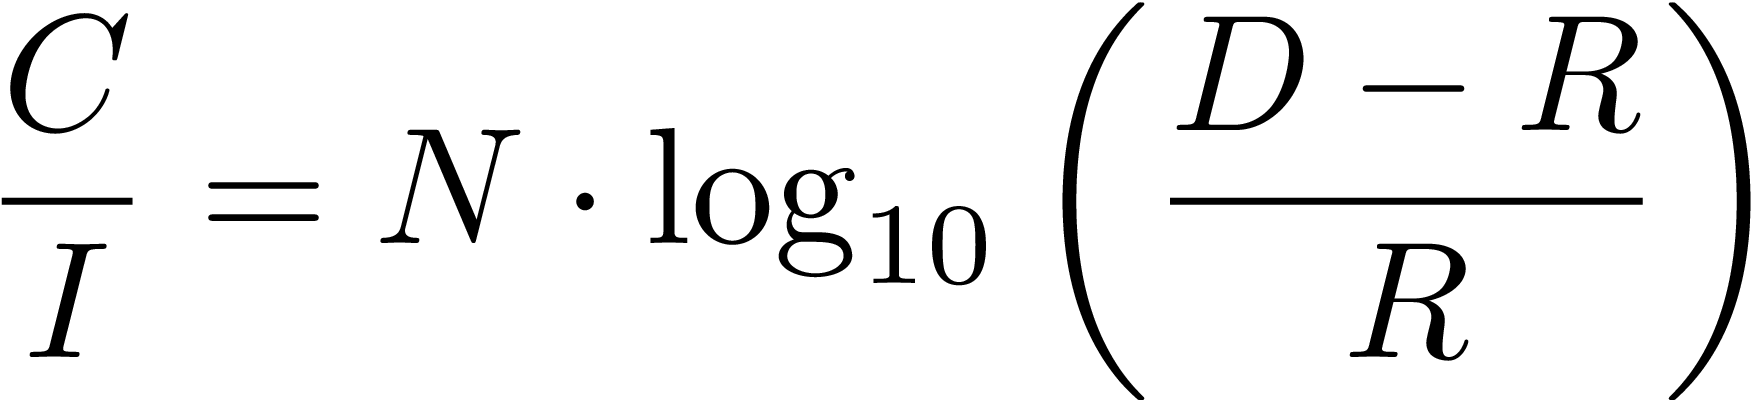 C/I = N · log₁₀ ((D − R)/R)